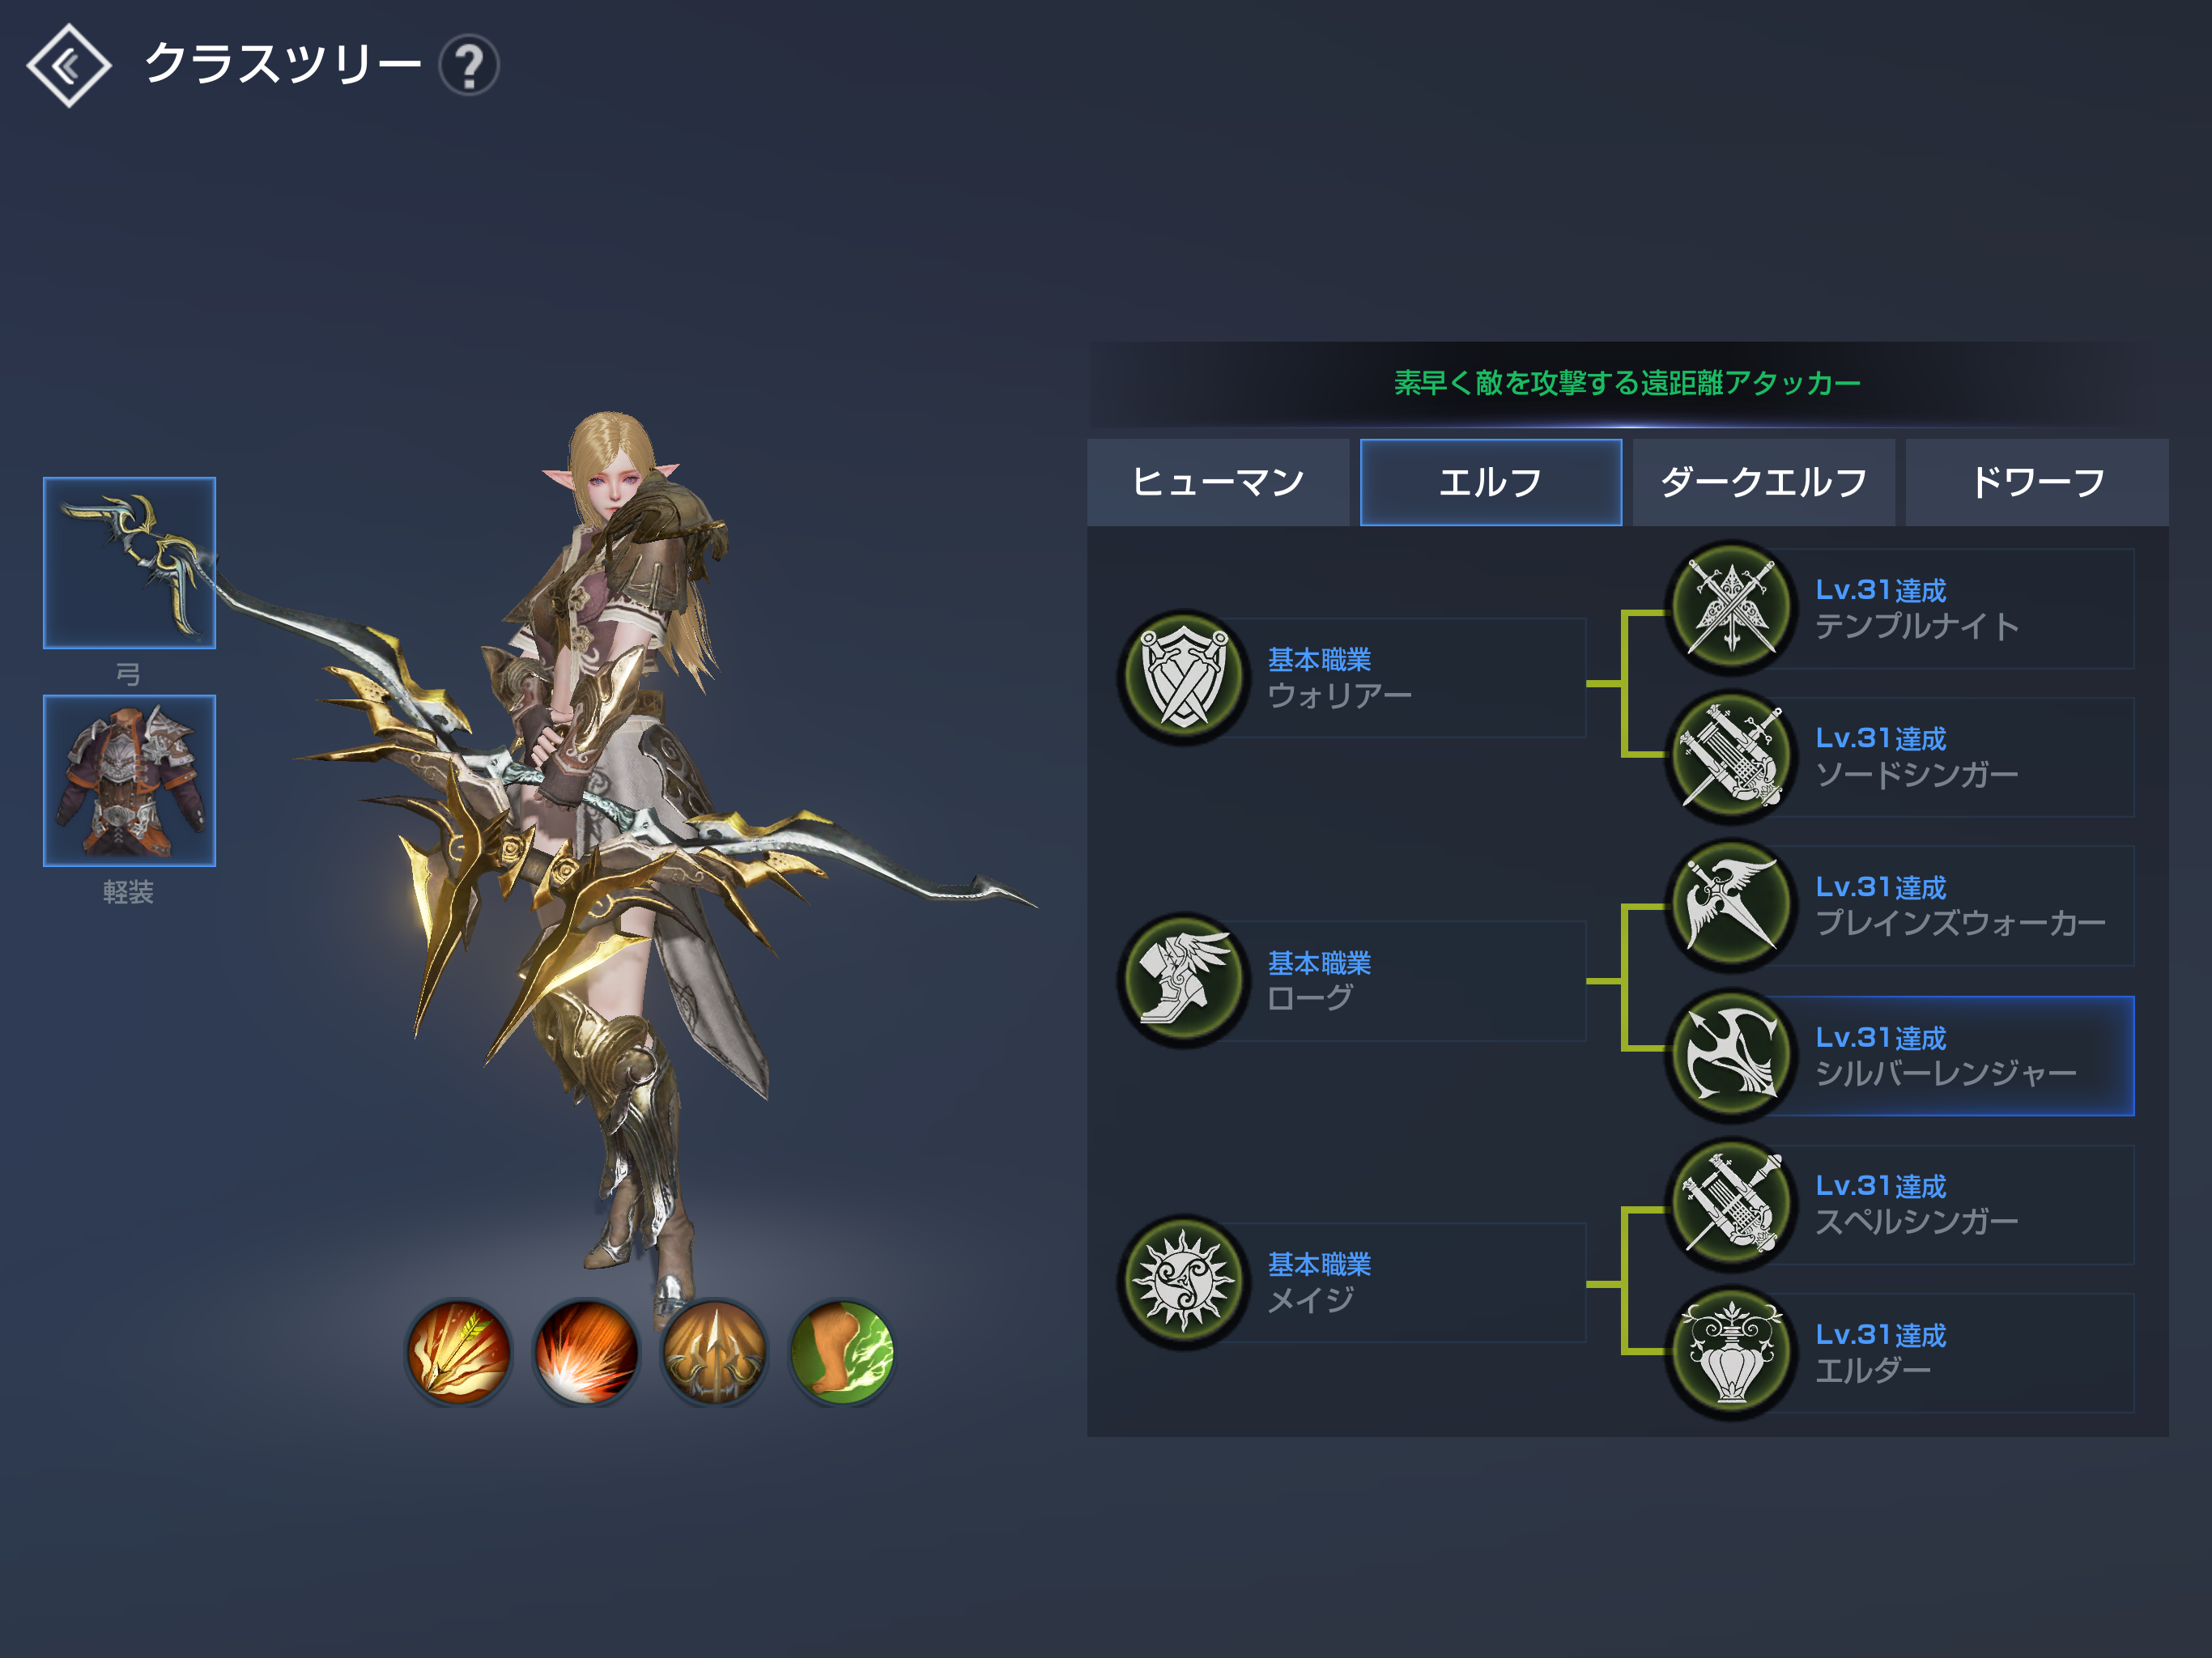 クラスツリー ?
素早く敵を攻撃する遠距離アタッカー
ヒューマン
エルフ
ダークエルフ
ドワーフ
弓
軽装
基本職業
ウォリアー
Lv.31達成
テンプルナイト
Lv.31達成
ソードシンガー
基本職業
ローグ
Lv.31達成
プレインズウォーカー
Lv.31達成
シルバーレンジャー
基本職業
メイジ
Lv.31達成
スペルシンガー
Lv.31達成
エルダー